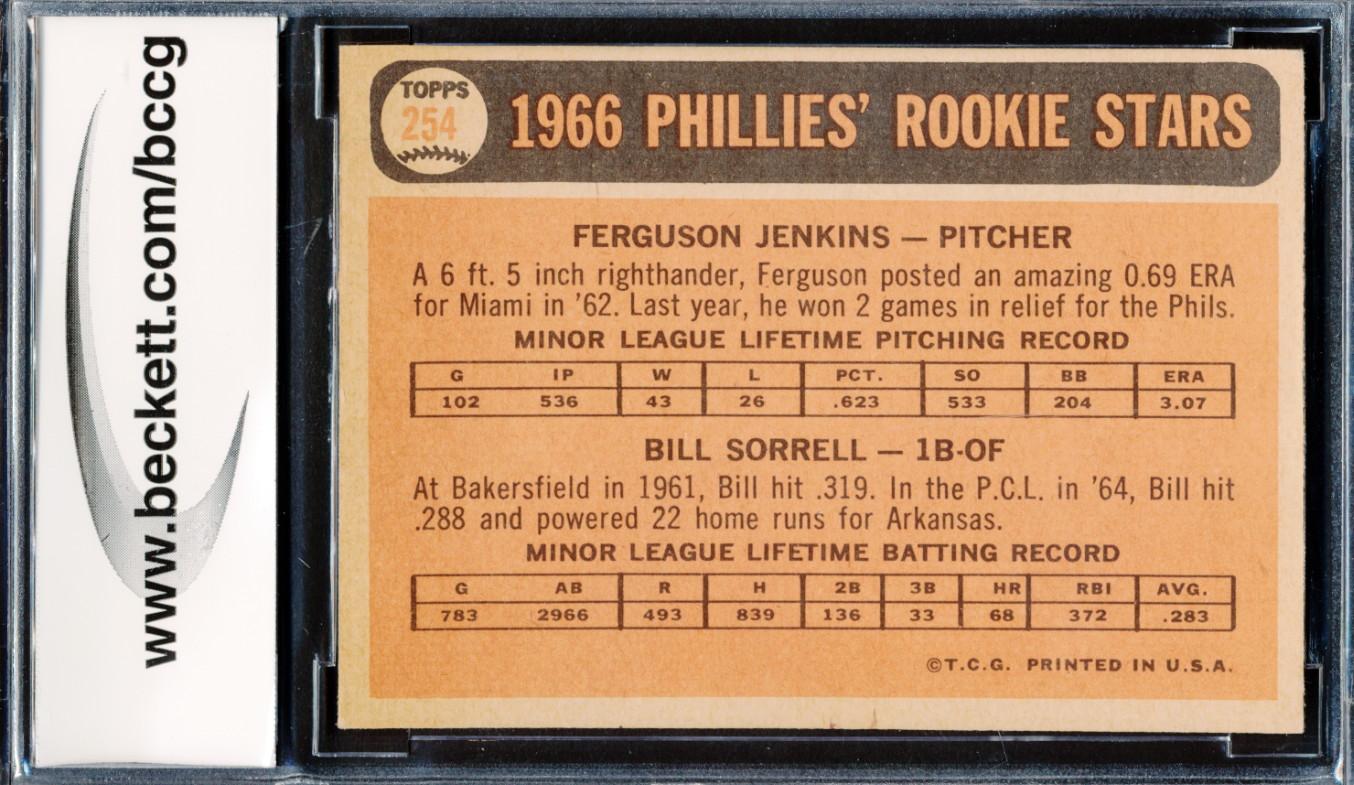 www.beckett.com/bccg
TOPPS
254
1966 PHILLIES' ROOKIE STARS
FERGUSON JENKINS — PITCHER
A 6 ft. 5 inch righthander, Ferguson posted an amazing 0.69 ERA
for Miami in '62. Last year, he won 2 games in relief for the Phils.
MINOR LEAGUE LIFETIME PITCHING RECORD
G IP W L PCT. SO BB ERA
102 536 43 26 .623 533 204 3.07
BILL SORRELL — 1B-OF
At Bakersfield in 1961, Bill hit .319. In the P.C.L. in '64, Bill hit
.288 and powered 22 home runs for Arkansas.
MINOR LEAGUE LIFETIME BATTING RECORD
G AB R H 2B 3B HR RBI AVG.
783 2966 493 839 136 33 68 372 .283
©T.C.G. PRINTED IN U.S.A.